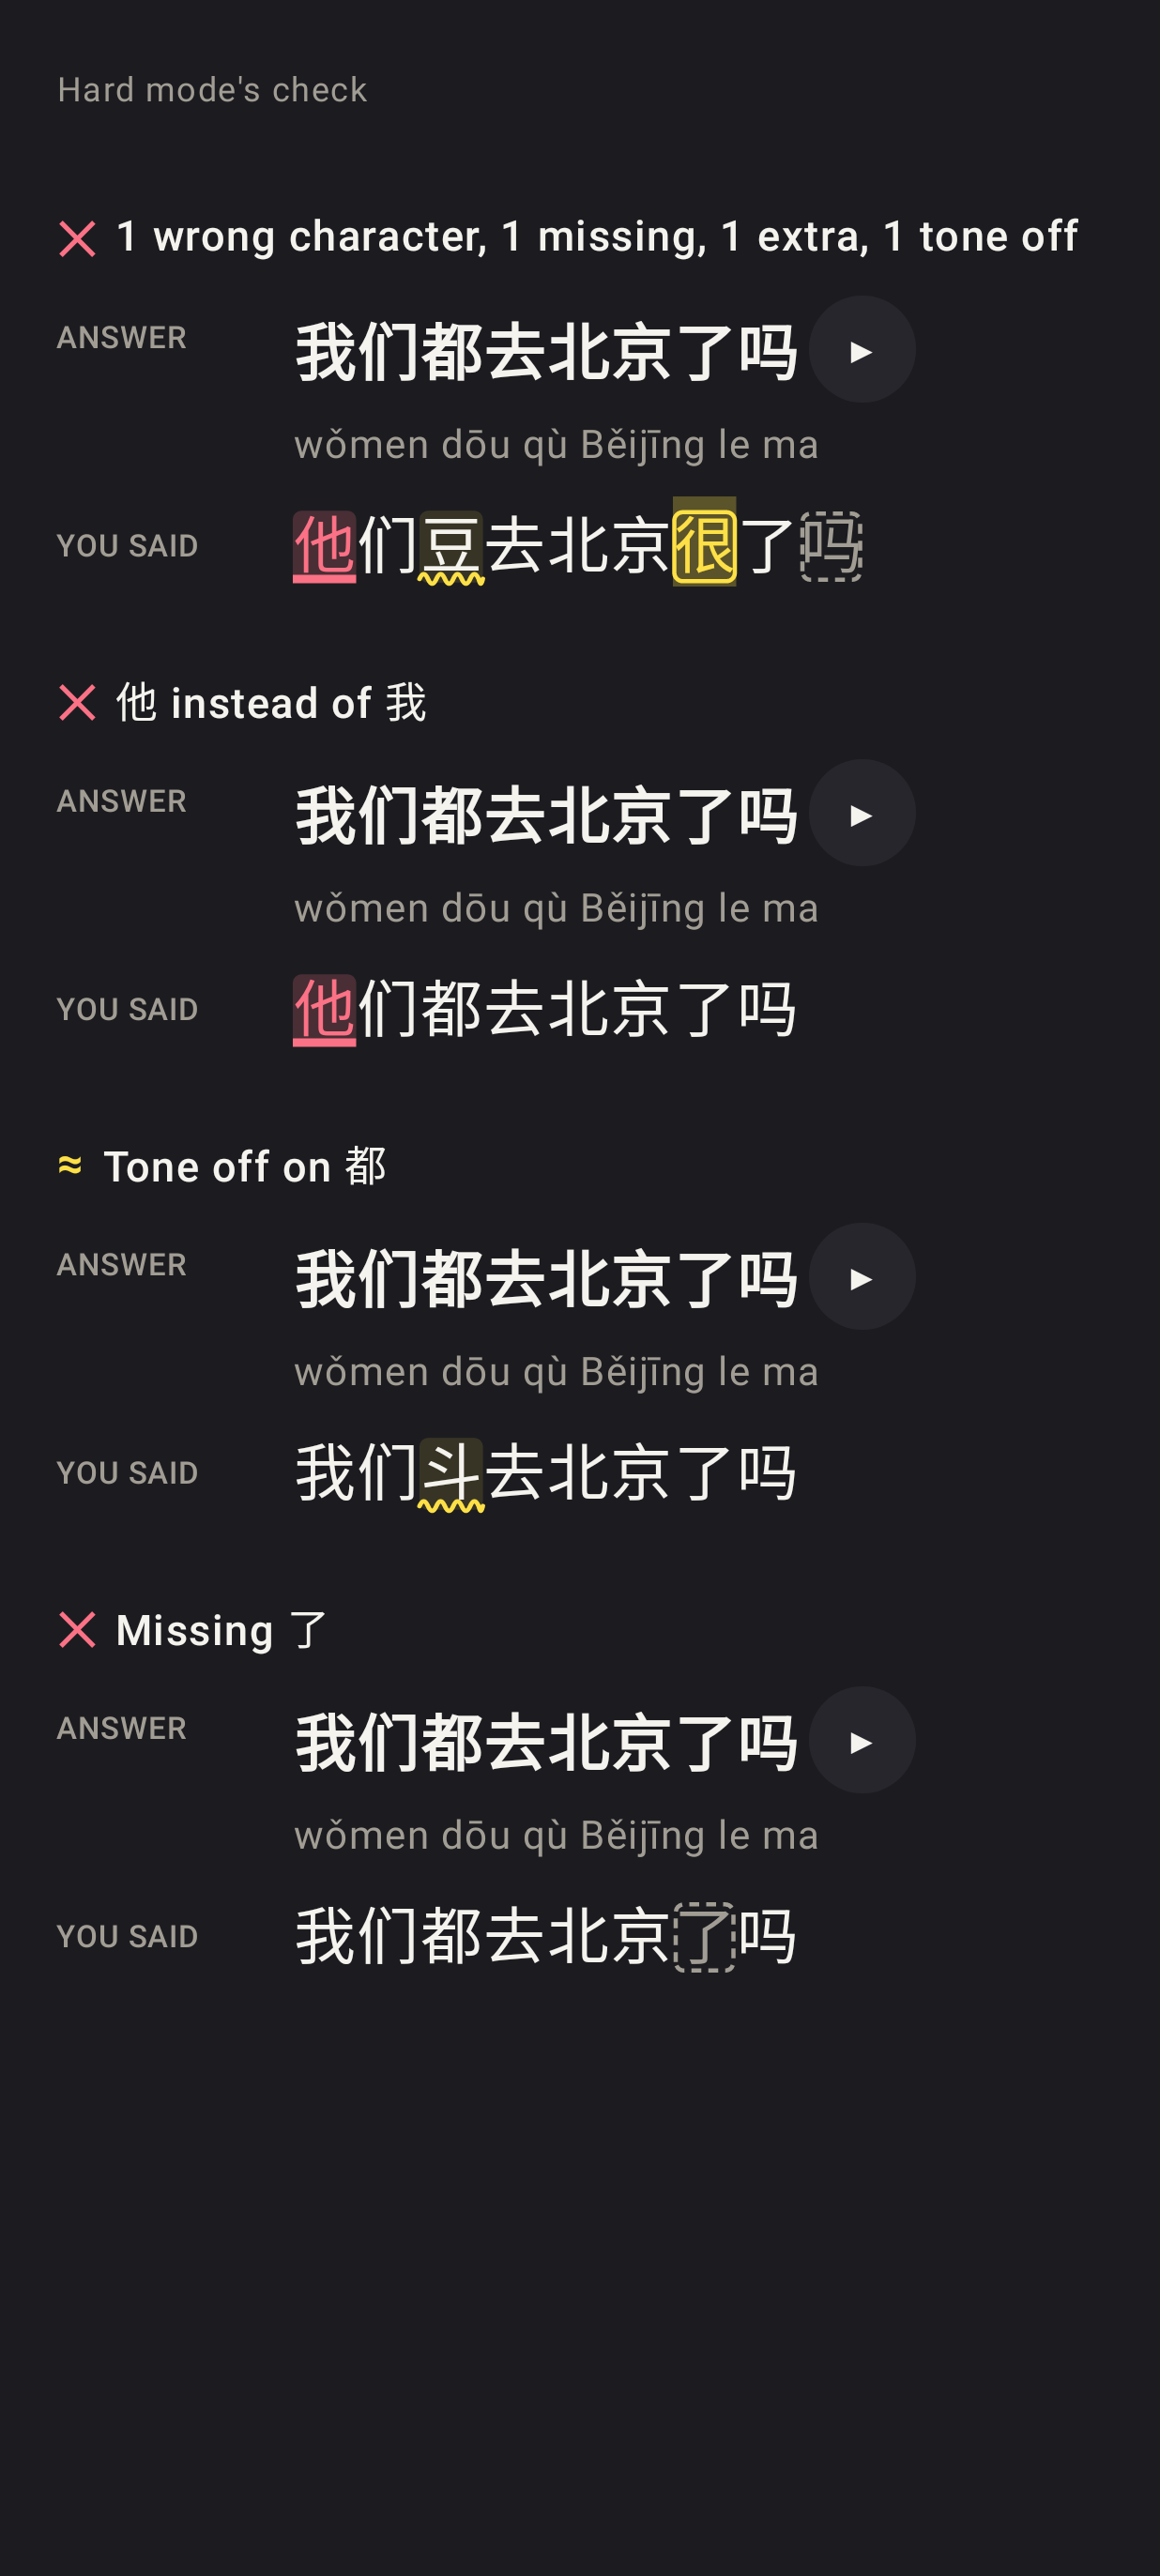 Hard mode's check
1 wrong character, 1 missing, 1 extra, 1 tone off
ANSWER 我们都去北京了吗
wǒmen dōu qù Běijīng le ma
YOU SAID 他们豆去北京很了吗
他 instead of 我
ANSWER 我们都去北京了吗
wǒmen dōu qù Běijīng le ma
YOU SAID 他们都去北京了吗
≈ Tone off on 都
ANSWER 我们都去北京了吗
wǒmen dōu qù Běijīng le ma
YOU SAID 我们斗去北京了吗
Missing 了
ANSWER 我们都去北京了吗
wǒmen dōu qù Běijīng le ma
YOU SAID 我们都去北京了吗